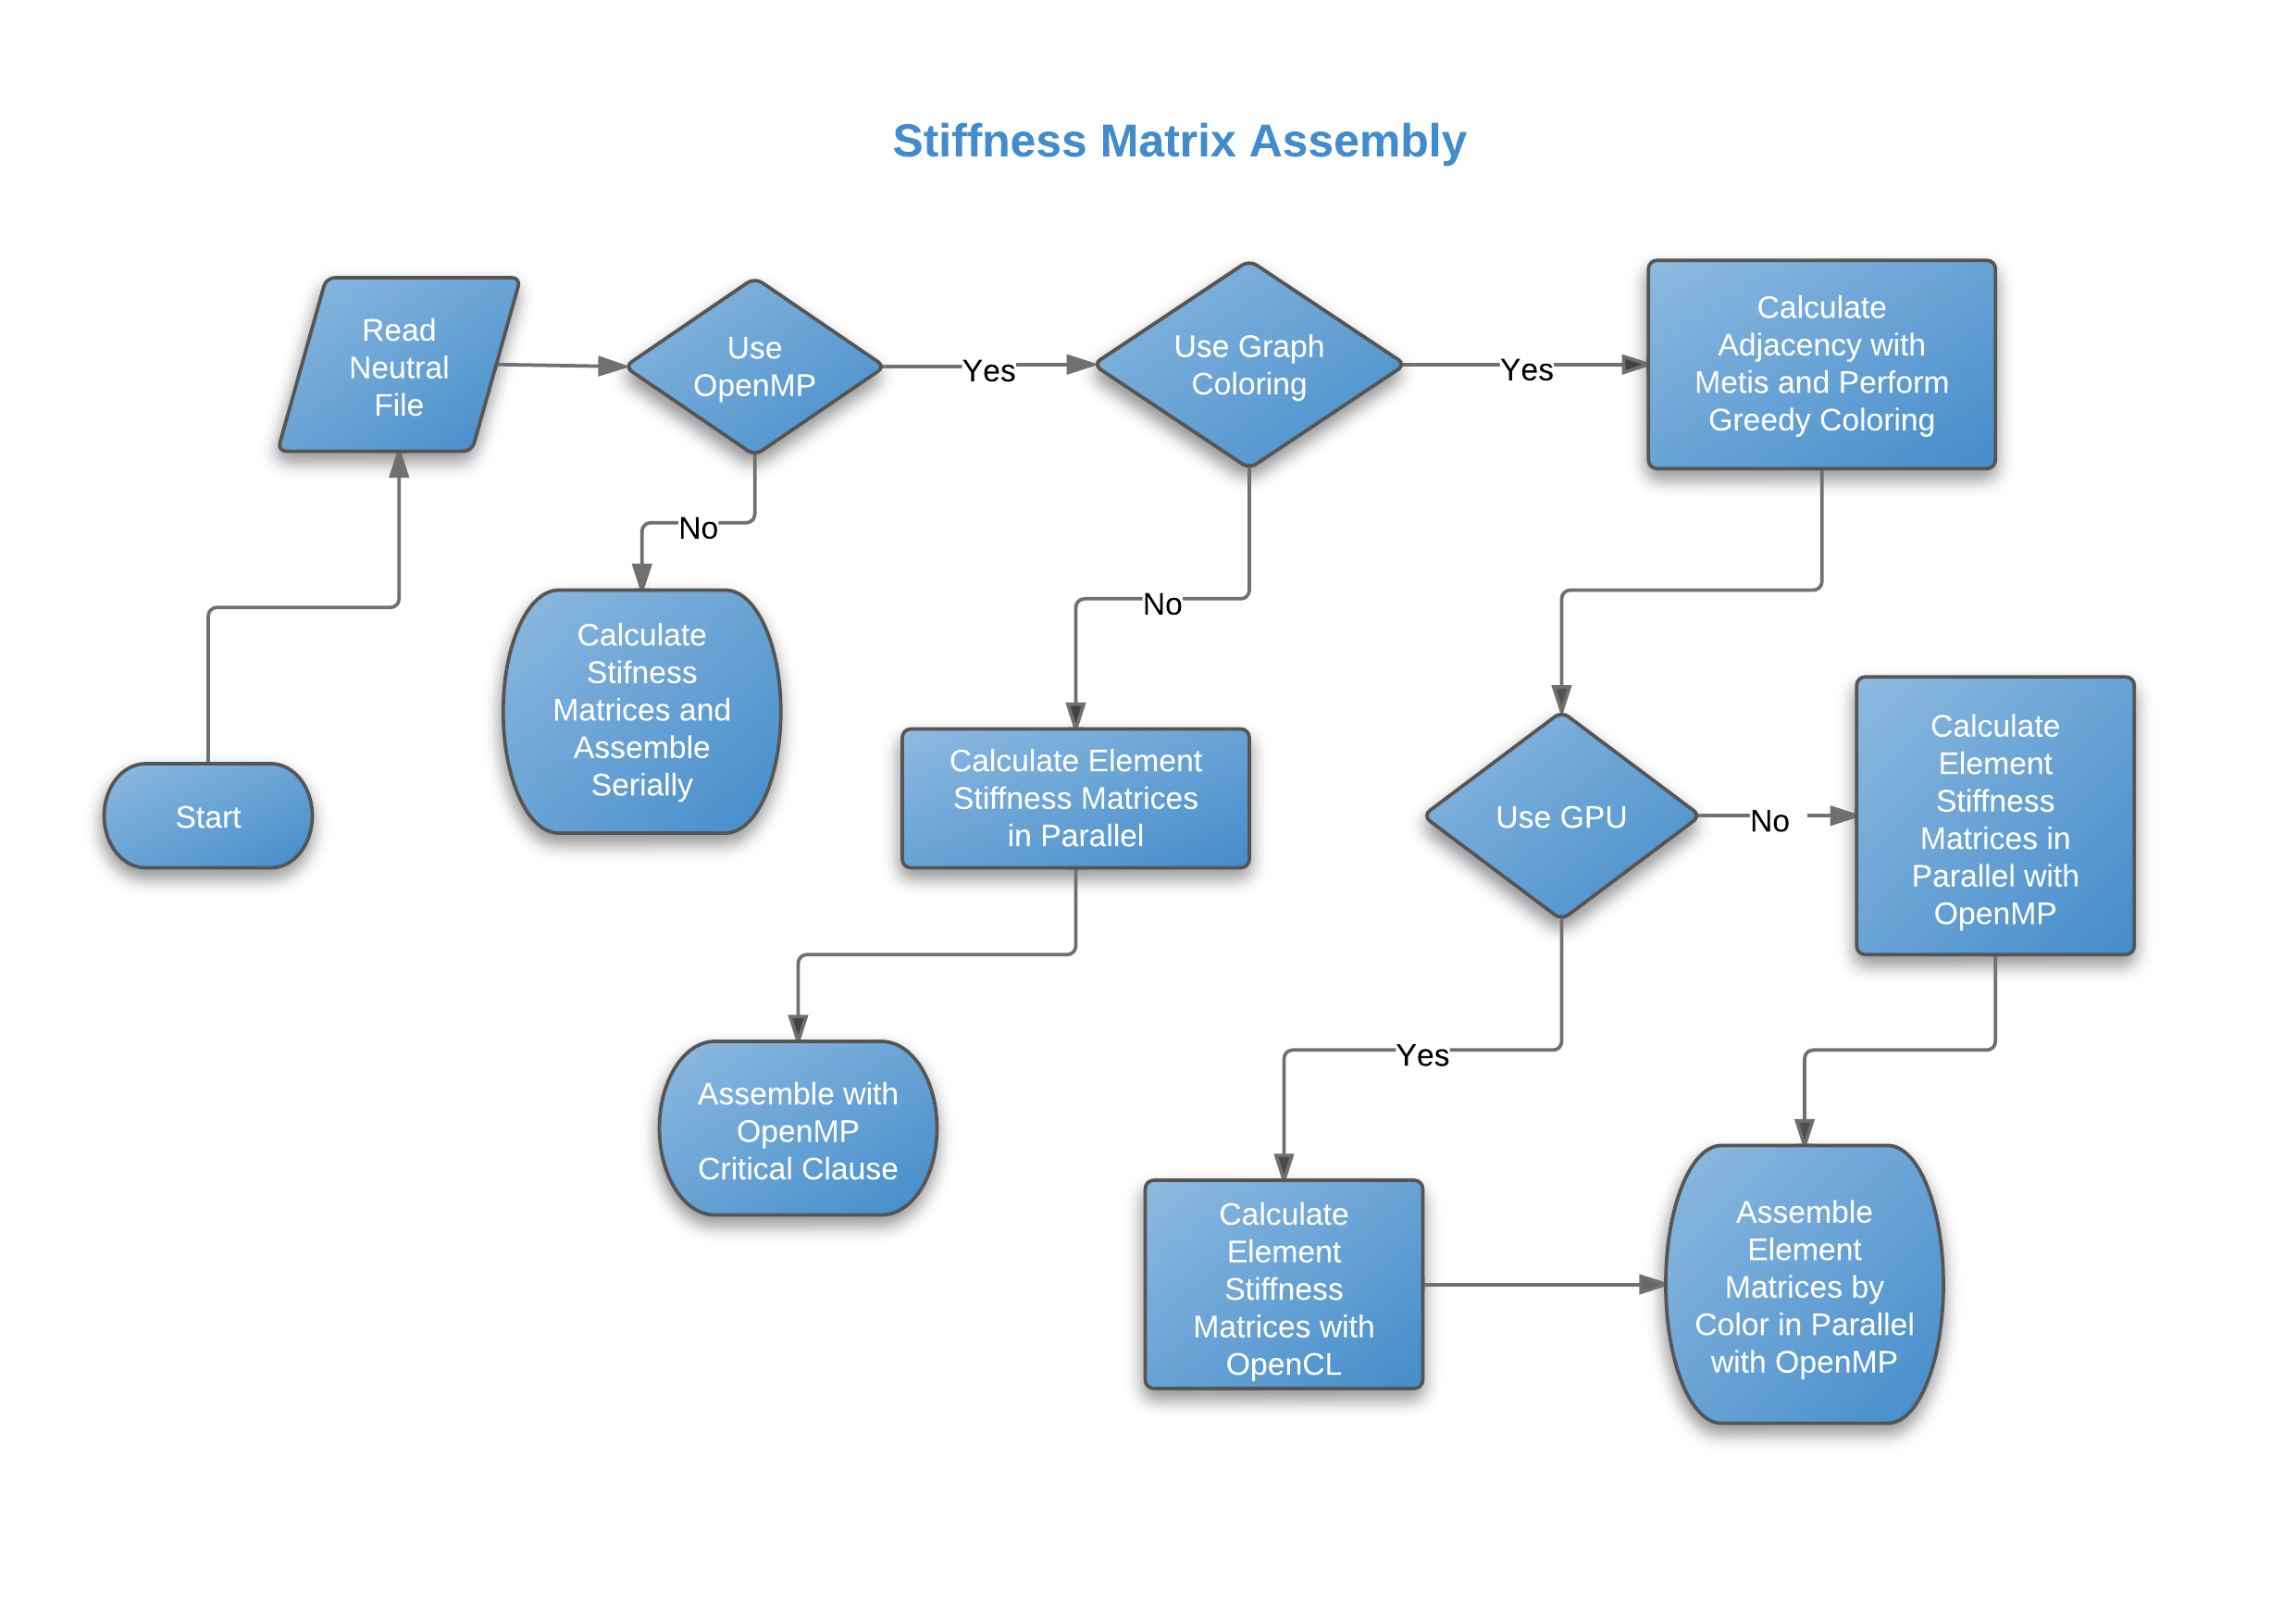 Stiffness Matrix Assembly
Read
Neutral
File
Use
OpenMP
Yes
Use Graph
Coloring
Yes
Calculate
Adjacency with
Metis and Perform
Greedy Coloring
No
No
Calculate
Stifness
Matrices and
Assemble
Serially
Start
Calculate Element
Stiffness Matrices
in Parallel
Use GPU
No
Calculate
Element
Stiffness
Matrices in
Parallel with
OpenMP
Yes
Assemble with
OpenMP
Critical Clause
Calculate
Element
Stiffness
Matrices with
OpenCL
Assemble
Element
Matrices by
Color in Parallel
with OpenMP